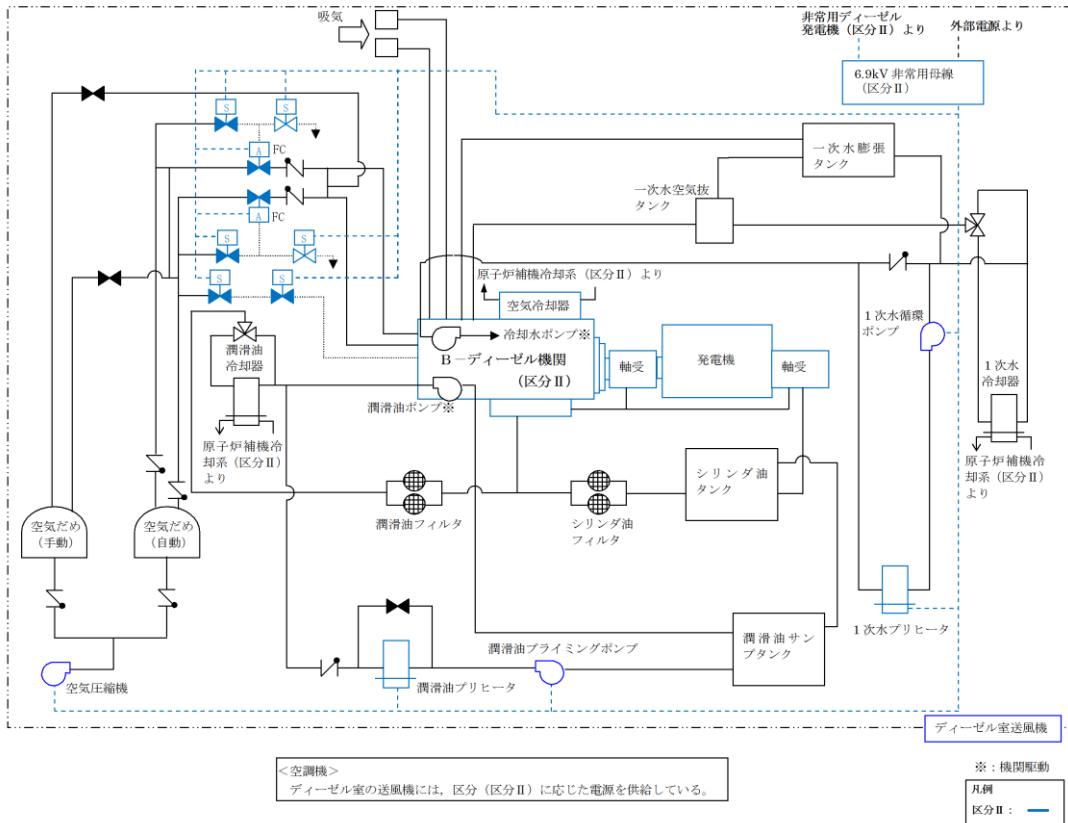 吸気
非常用ディーゼル
発電機（区分Ⅱ）より
外部電源より
6.9kV 非常用母線
（区分Ⅱ）
S
S
A
FC
A
FC
S
S
S
S
一次水膨張
タンク
一次水空気抜
タンク
原子炉補機冷却系（区分Ⅱ）より
空気冷却器
冷却水ポンプ※
B－ディーゼル機関
（区分Ⅱ）
潤滑油ポンプ※
軸受
発電機
軸受
1次水循環
ポンプ
1次水
冷却器
原子炉補機冷
却系（区分Ⅱ）
より
潤滑油
冷却器
原子炉補機冷
却系（区分Ⅱ）
より
潤滑油フィルタ
シリンダ油
フィルタ
シリンダ油
タンク
空気だめ
（手動）
空気だめ
（自動）
空気圧縮機
潤滑油プリヒータ
潤滑油プライミングポンプ
潤滑油サン
プタンク
1次水プリヒータ
ディーゼル室送風機
＜空調機＞
ディーゼル室の送風機には，区分（区分Ⅱ）に応じた電源を供給している。
※：機関駆動
凡例
区分Ⅱ：